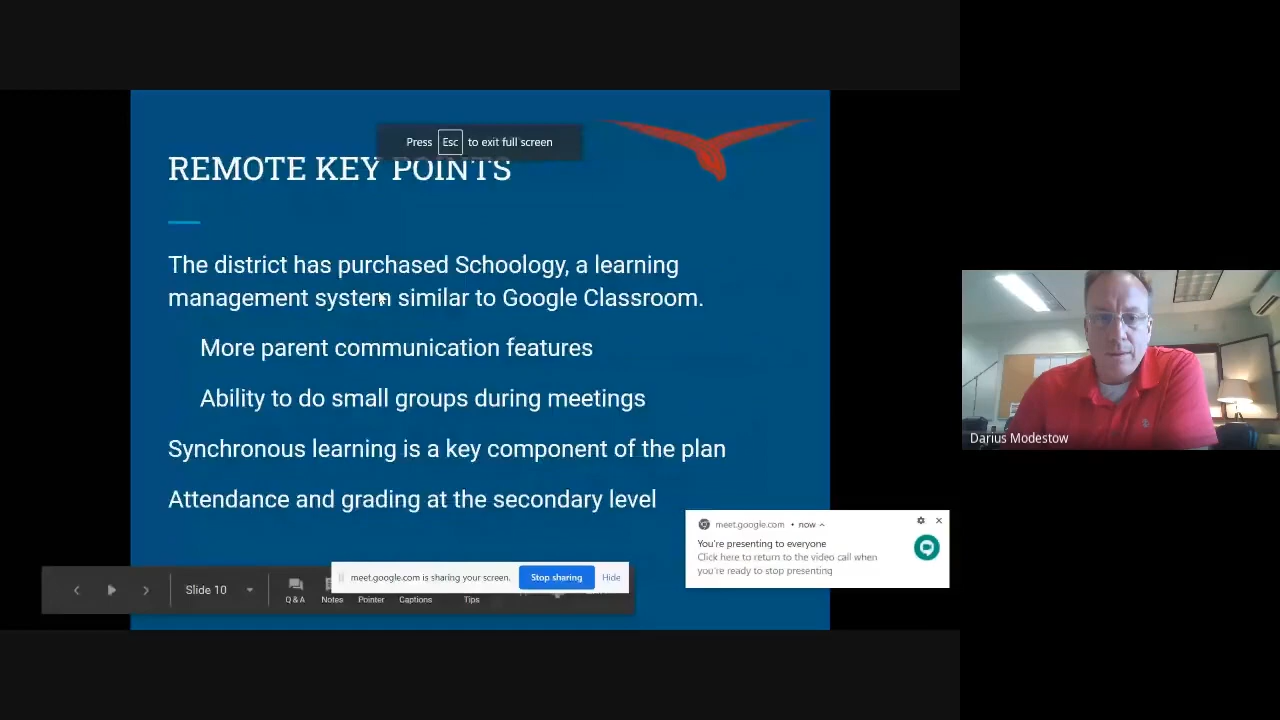 Press Esc to exit full screen
REMOTE KEY POINTS
The district has purchased Schoology, a learning
management system similar to Google Classroom.
More parent communication features
Ability to do small groups during meetings
Synchronous learning is a key component of the plan
Attendance and grading at the secondary level
Darius Modestow
meet.google.com • now
You're presenting to everyone
Click here to return to the video call when
you're ready to stop presenting
meet.google.com is sharing your screen.
Stop sharing
Hide
Slide 10
Q & A
Notes
Pointer
Captions
Tips